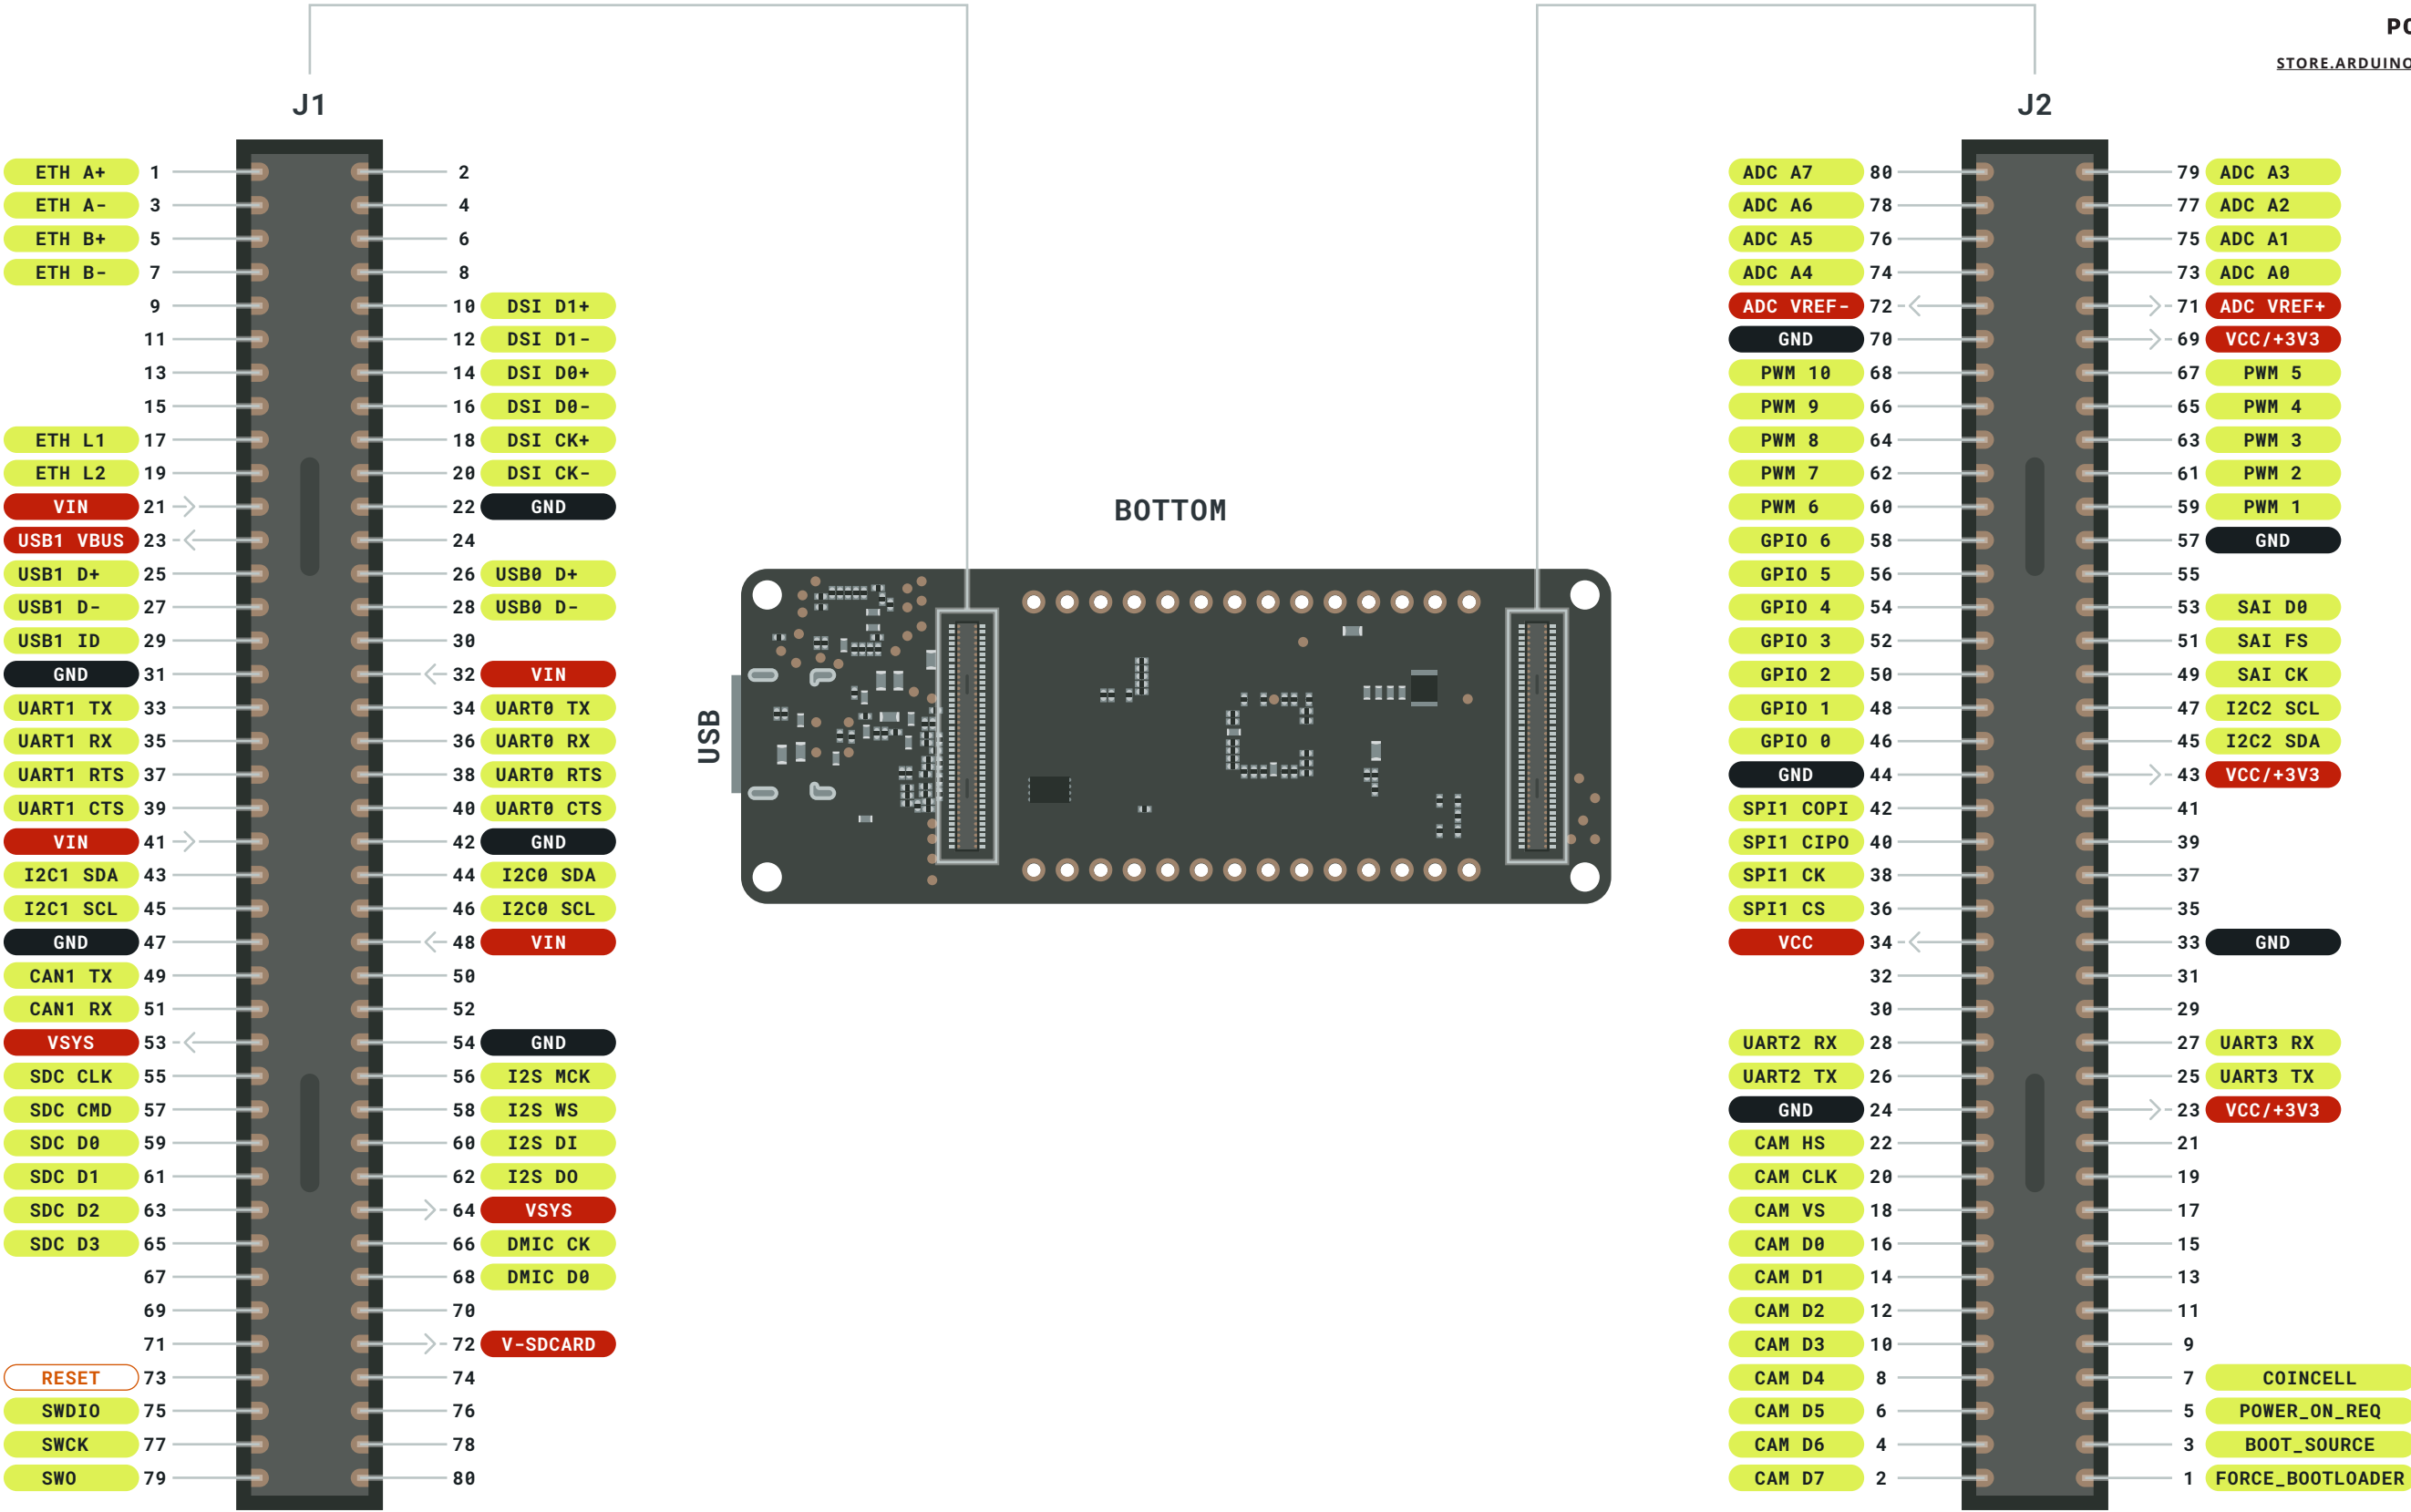 PO
STORE.ARDUINO
J1
J2
ETH A+ 1 2
ETH A- 3 4
ETH B+ 5 6
ETH B- 7 8
9 10 DSI D1+
11 12 DSI D1-
13 14 DSI D0+
15 16 DSI D0-
ETH L1 17 18 DSI CK+
ETH L2 19 20 DSI CK-
VIN 21 22 GND
USB1 VBUS 23 24
USB1 D+ 25 26 USB0 D+
USB1 D- 27 28 USB0 D-
USB1 ID 29 30
GND 31 32 VIN
UART1 TX 33 34 UART0 TX
UART1 RX 35 36 UART0 RX
UART1 RTS 37 38 UART0 RTS
UART1 CTS 39 40 UART0 CTS
VIN 41 42 GND
I2C1 SDA 43 44 I2C0 SDA
I2C1 SCL 45 46 I2C0 SCL
GND 47 48 VIN
CAN1 TX 49 50
CAN1 RX 51 52
VSYS 53 54 GND
SDC CLK 55 56 I2S MCK
SDC CMD 57 58 I2S WS
SDC D0 59 60 I2S DI
SDC D1 61 62 I2S DO
SDC D2 63 64 VSYS
SDC D3 65 66 DMIC CK
67 68 DMIC D0
69 70
71 72 V-SDCARD
RESET 73 74
SWDIO 75 76
SWCK 77 78
SWO 79 80
BOTTOM
USB
ADC A7 80 79 ADC A3
ADC A6 78 77 ADC A2
ADC A5 76 75 ADC A1
ADC A4 74 73 ADC A0
ADC VREF- 72 71 ADC VREF+
GND 70 69 VCC/+3V3
PWM 10 68 67 PWM 5
PWM 9 66 65 PWM 4
PWM 8 64 63 PWM 3
PWM 7 62 61 PWM 2
PWM 6 60 59 PWM 1
GPIO 6 58 57 GND
GPIO 5 56 55
GPIO 4 54 53 SAI D0
GPIO 3 52 51 SAI FS
GPIO 2 50 49 SAI CK
GPIO 1 48 47 I2C2 SCL
GPIO 0 46 45 I2C2 SDA
GND 44 43 VCC/+3V3
SPI1 COPI 42 41
SPI1 CIPO 40 39
SPI1 CK 38 37
SPI1 CS 36 35
VCC 34 33 GND
32 31
30 29
UART2 RX 28 27 UART3 RX
UART2 TX 26 25 UART3 TX
GND 24 23 VCC/+3V3
CAM HS 22 21
CAM CLK 20 19
CAM VS 18 17
CAM D0 16 15
CAM D1 14 13
CAM D2 12 11
CAM D3 10 9
CAM D4 8 7 COINCELL
CAM D5 6 5 POWER_ON_REQ
CAM D6 4 3 BOOT_SOURCE
CAM D7 2 1 FORCE_BOOTLOADER